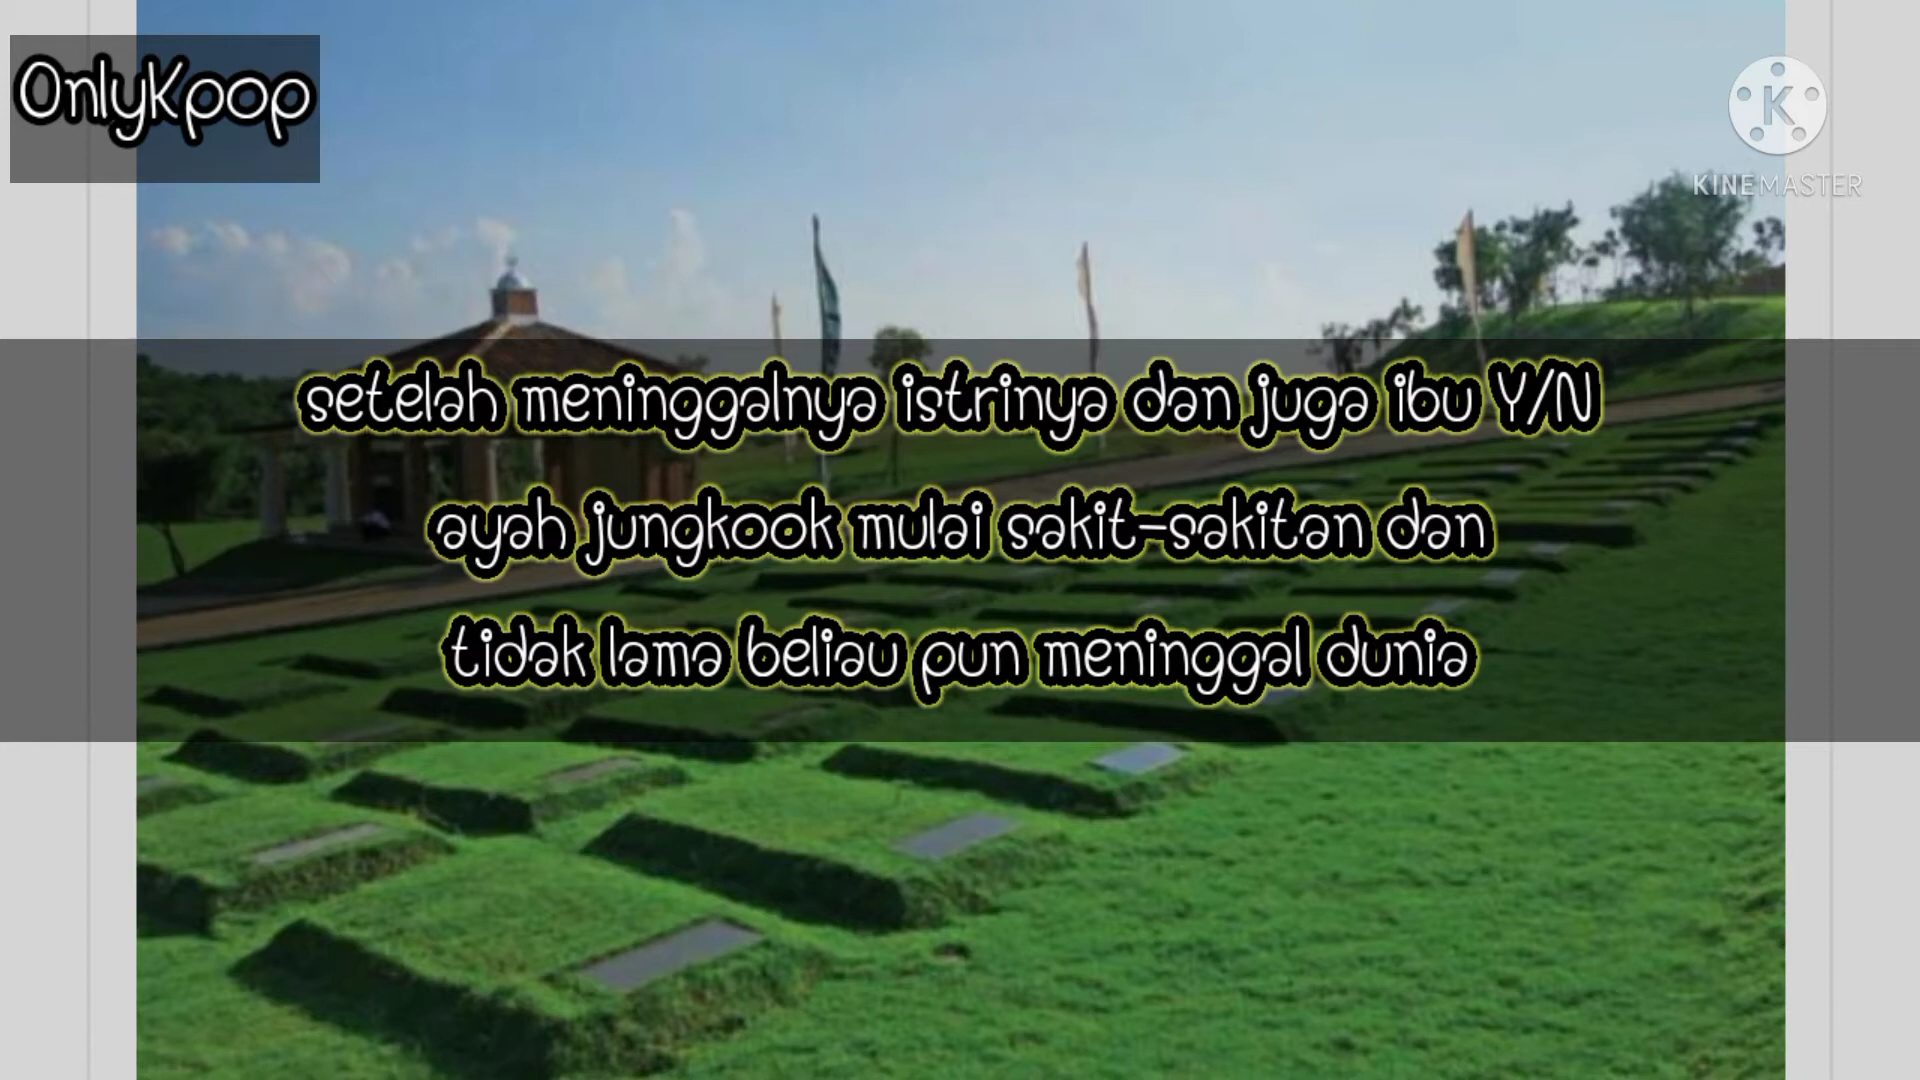 OnlyKpop
KINEMASTER
setelah meninggalnya istrinya dan juga ibu Y/N
ayah jungkook mulai sakit-sakitan dan
tidak lama beliau pun meninggal dunia